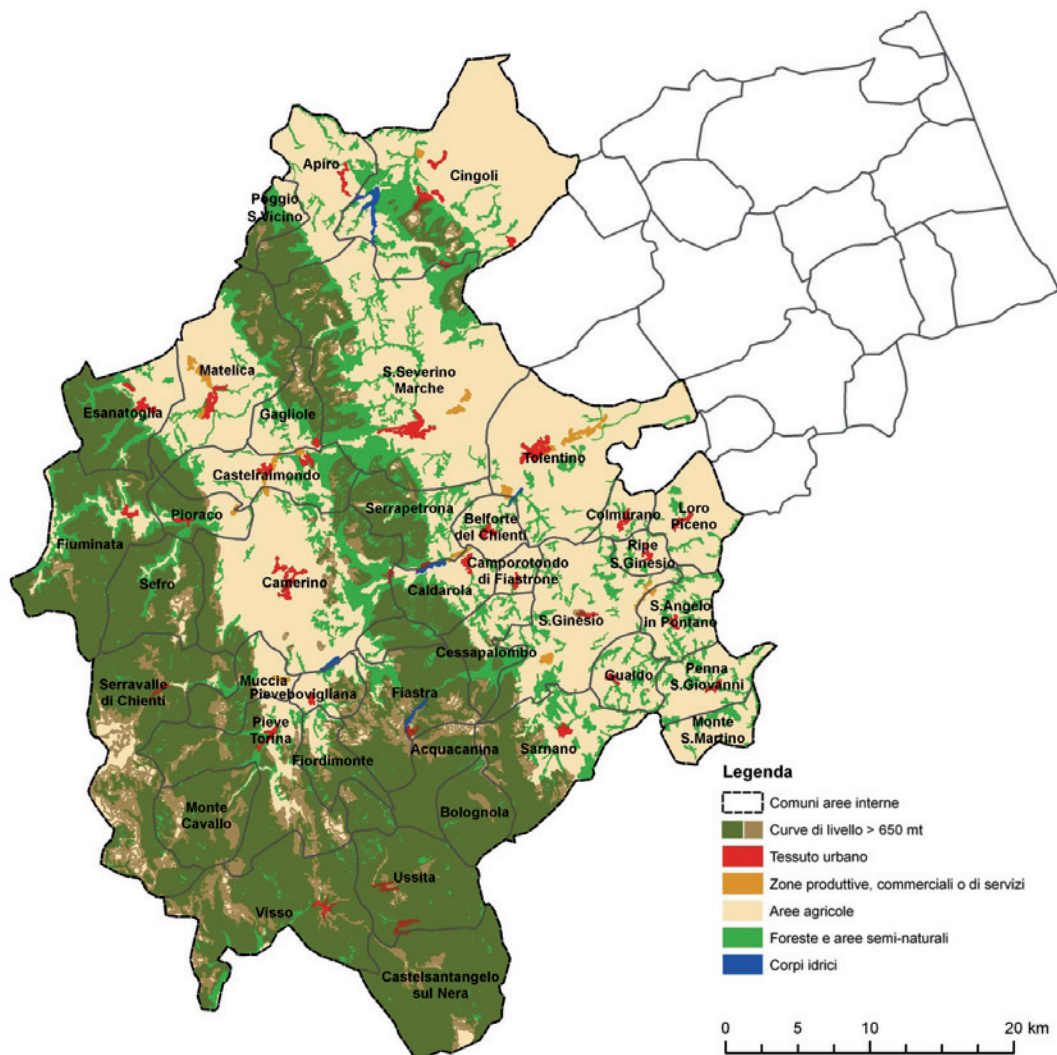 Apiro
Cingoli
Poggio
S.Vicino
Matelica
S.Severino
Marche
Esanatoglia
Gagliole
Tolentino
Castelraimondo
Serrapetrona
Belforte
del Chienti
Colmurano
Loro
Piceno
Pioraco
Fiuminata
Ripe
S.Ginesio
Sefro
Camerino
Camporotondo
di Fiastrone
Caldarola
S.Ginesio
S.Angelo
in Pontano
Cessapalombo
Serravalle
di Chienti
Muccia
Pievebovigliana
Fiastra
Gualdo
Penna
S.Giovanni
Pieve
Torina
Fiordimonte
Acquacanina
Sarnano
Monte
S.Martino
Monte
Cavallo
Bolognola
Ussita
Visso
Castelsantangelo
sul Nera
Legenda
Comuni aree interne
Curve di livello > 650 mt
Tessuto urbano
Zone produttive, commerciali o di servizi
Aree agricole
Foreste e aree semi-naturali
Corpi idrici
0 5 10 20 km